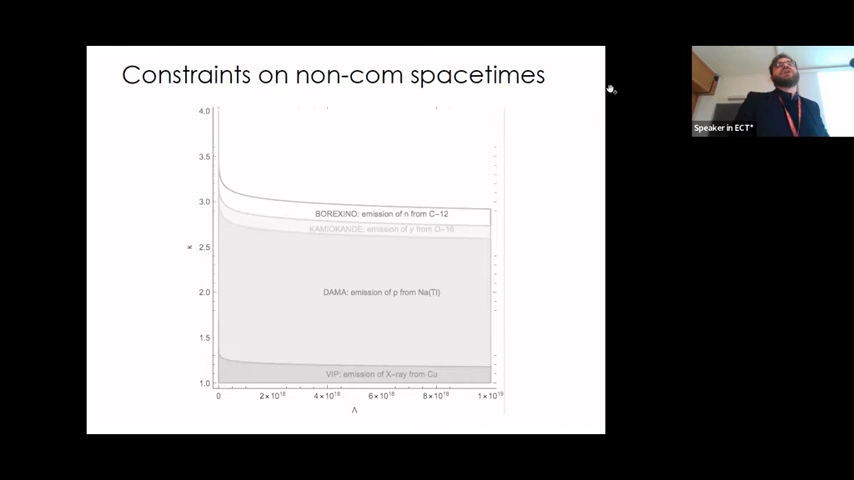 Constraints on non-com spacetimes
4.0
3.5
3.0
2.5
2.0
1.5
1.0
κ
BOREXINO: emission of n from C–12
KAMIOKANDE: emission of γ from O–16
DAMA: emission of p from Na(TI)
VIP: emission of X–ray from Cu
0
2×10¹⁸
4×10¹⁸
6×10¹⁸
8×10¹⁸
1×10¹⁹
Λ
Speaker in ECT*